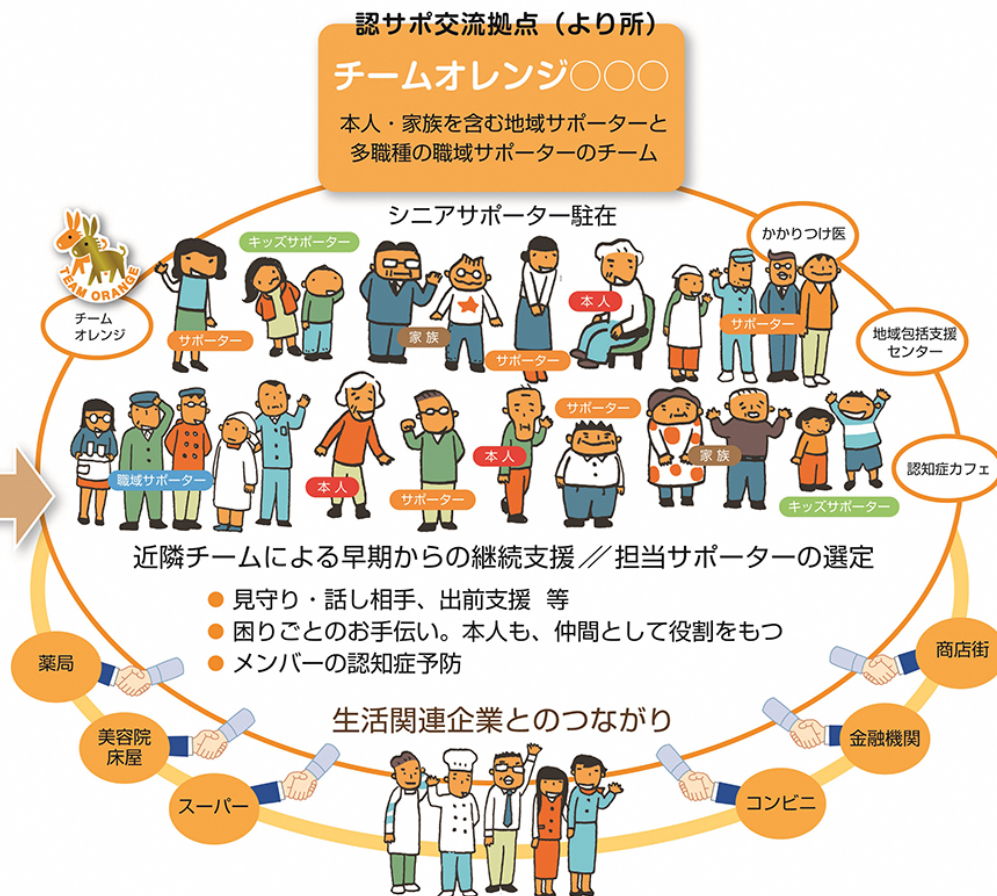 認サポ交流拠点（より所）
チームオレンジ○○○
本人・家族を含む地域サポーターと
多職種の職域サポーターのチーム
シニアサポーター駐在
TEAM ORANGE
チーム
オレンジ
サポーター
キッズサポーター
家族
サポーター
本人
サポーター
かかりつけ医
地域包括支援
センター
認知症カフェ
職域サポーター
本人
サポーター
本人
サポーター
家族
キッズサポーター
近隣チームによる早期からの継続支援 // 担当サポーターの選定
● 見守り・話し相手、出前支援 等
● 困りごとのお手伝い。本人も、仲間として役割をもつ
● メンバーの認知症予防
生活関連企業とのつながり
薬局
美容院
床屋
スーパー
コンビニ
金融機関
商店街